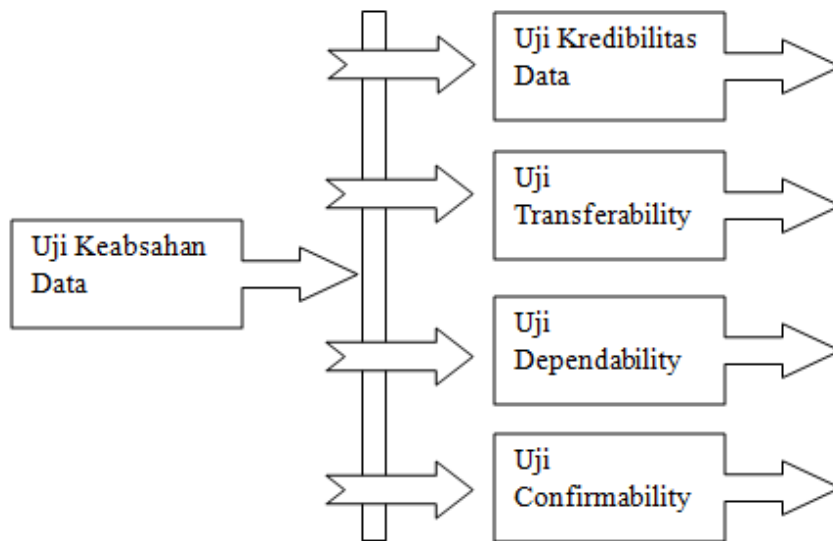 Uji Keabsahan
Data
Uji Kredibilitas
Data
Uji
Transferability
Uji
Dependability
Uji
Confirmability